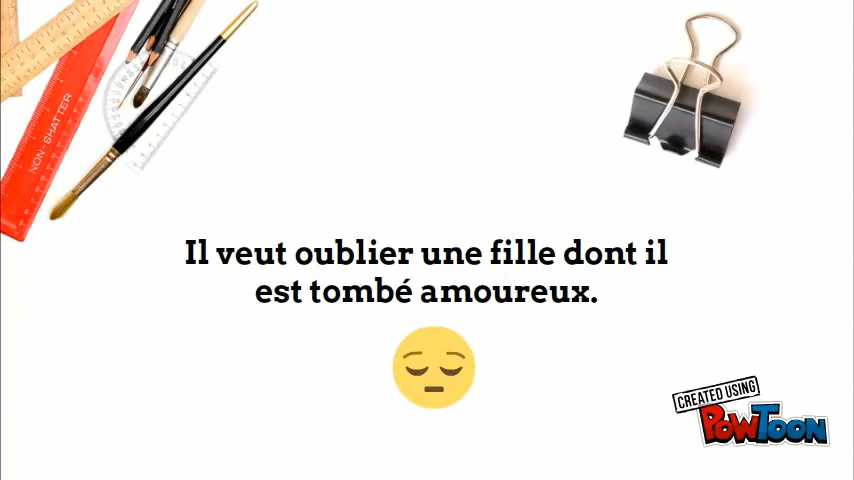 NON-SHATTER
Il veut oublier une fille dont il
est tombé amoureux.
CREATED USING
POWTOON